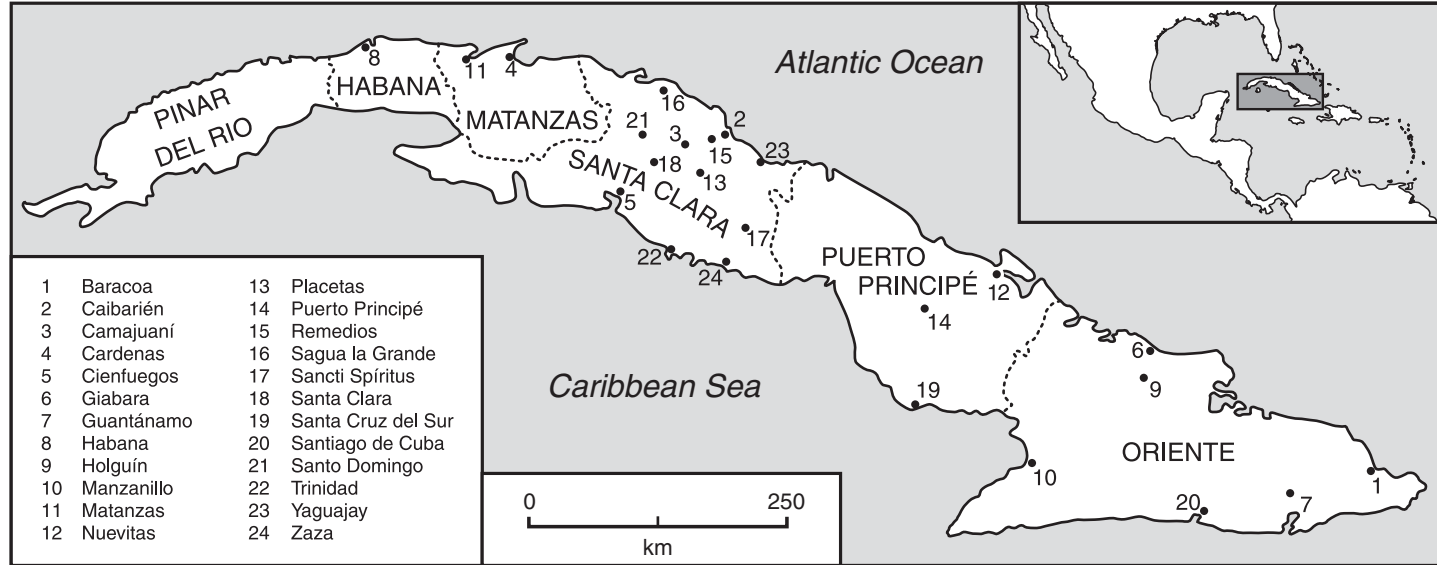 Atlantic Ocean
8
11
4
HABANA
PINAR
DEL RIO
MATANZAS
16
21
3
2
15
23
18
13
SANTA CLARA
5
17
22
24
PUERTO
PRINCIPÉ
12
14
Caribbean Sea
6
9
19
ORIENTE
10
1
20
7
1 Baracoa
2 Caibarién
3 Camajuaní
4 Cardenas
5 Cienfuegos
6 Giabara
7 Guantánamo
8 Habana
9 Holguín
10 Manzanillo
11 Matanzas
12 Nuevitas
13 Placetas
14 Puerto Principé
15 Remedios
16 Sagua la Grande
17 Sancti Spíritus
18 Santa Clara
19 Santa Cruz del Sur
20 Santiago de Cuba
21 Santo Domingo
22 Trinidad
23 Yaguajay
24 Zaza
0 250
km